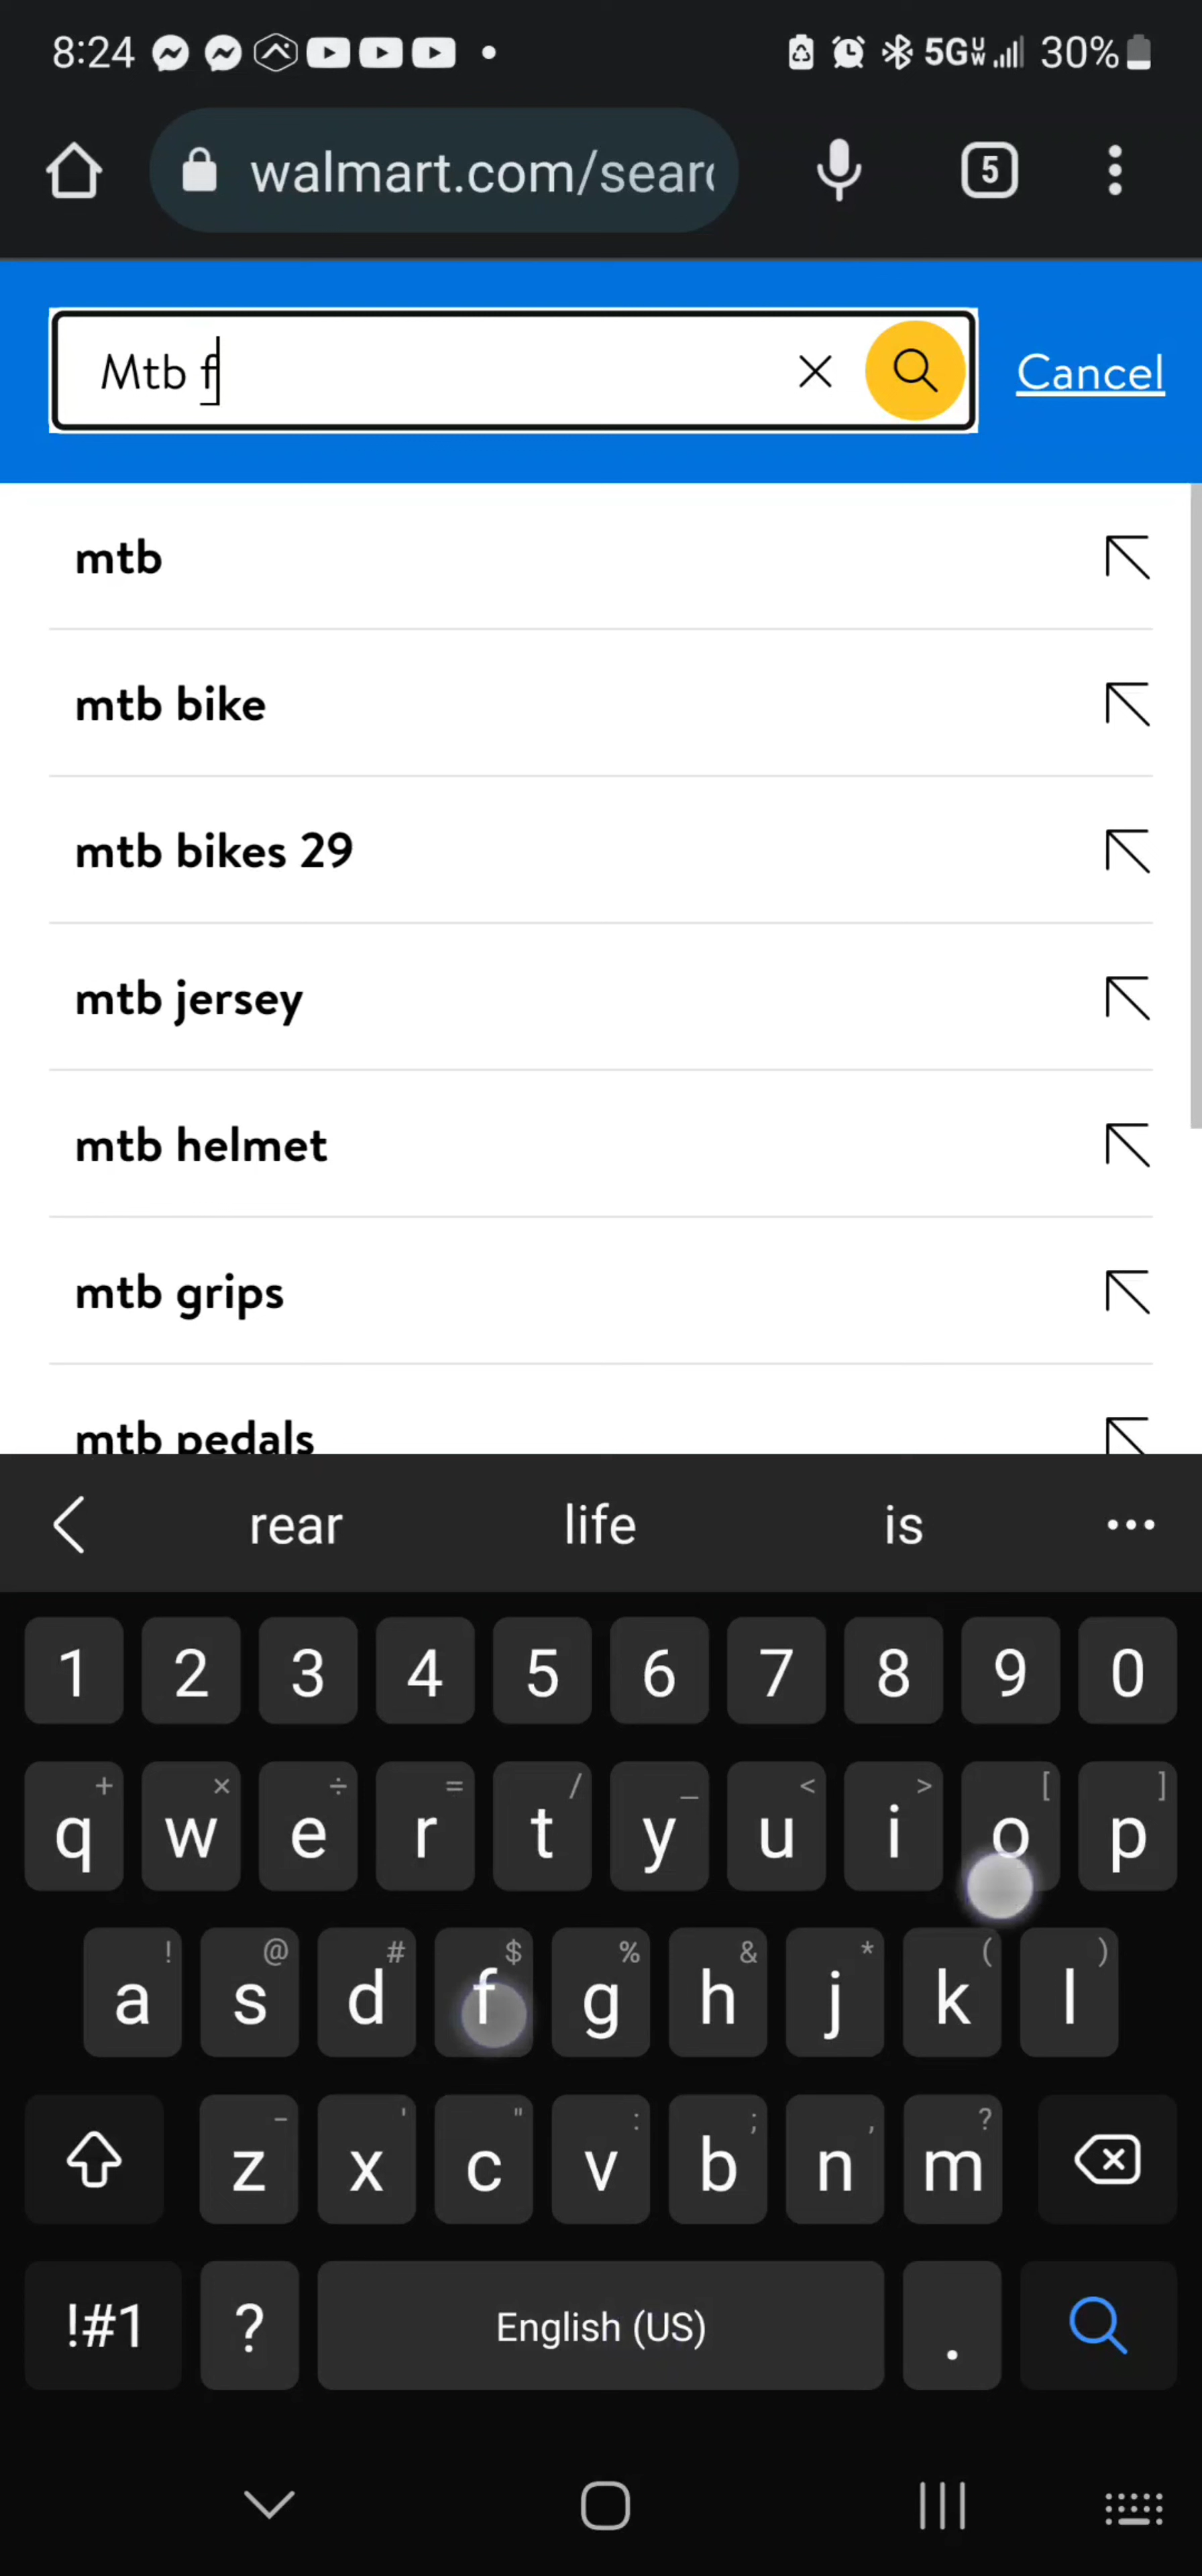 8:24 5G UW 30%
walmart.com/sear
5
Mtb f
Cancel
mtb
mtb bike
mtb bikes 29
mtb jersey
mtb helmet
mtb grips
mtb pedals
rear life is ...
1 2 3 4 5 6 7 8 9 0
+ × ÷ = / _ < > [ ]
q w e r t y u i o p
! @ # $ % & * ( )
a s d f g h j k l
- ' " : ; , ?
z x c v b n m
!#1 ? English (US) .